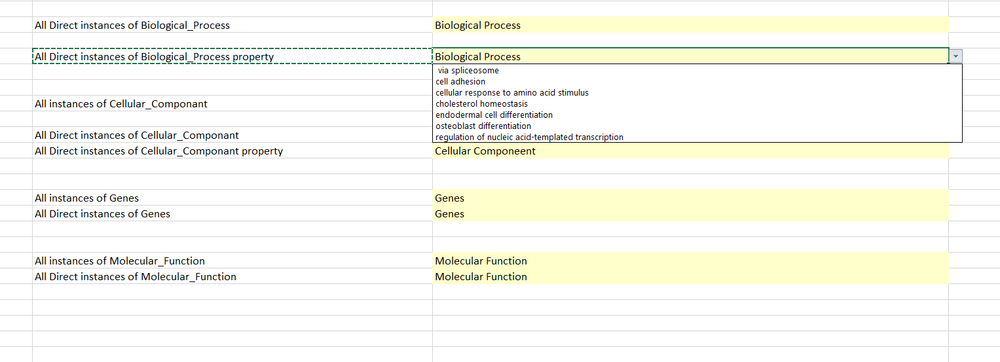 All Direct instances of Biological_Process
Biological Process
All Direct instances of Biological_Process property
Biological Process
via spliceosome
cell adhesion
cellular response to amino acid stimulus
cholesterol homeostasis
endodermal cell differentiation
osteoblast differentiation
regulation of nucleic acid-templated transcription
All instances of Cellular_Componant
All Direct instances of Cellular_Componant
All Direct instances of Cellular_Componant property
Cellular Componeent
All instances of Genes
Genes
All Direct instances of Genes
Genes
All instances of Molecular_Function
Molecular Function
All Direct instances of Molecular_Function
Molecular Function